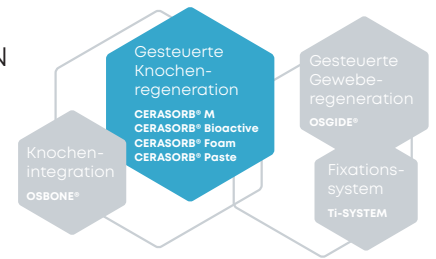 N
Gesteuerte
Knochen-
regeneration
CERASORB® M
CERASORB® Bioactive
CERASORB® Foam
CERASORB® Paste
Gesteuerte
Gewebe-
regeneration
OSGIDE®
Knochen-
integration
OSBONE®
Fixations-
system
Ti-SYSTEM